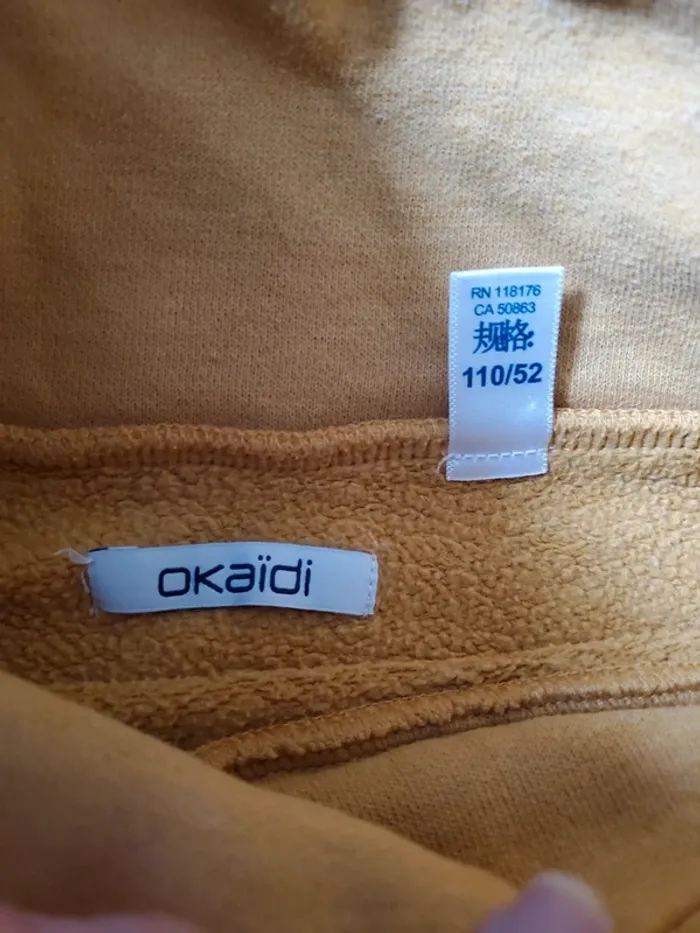 RN 118176
CA 50863
规格:
110/52
OKaïdi